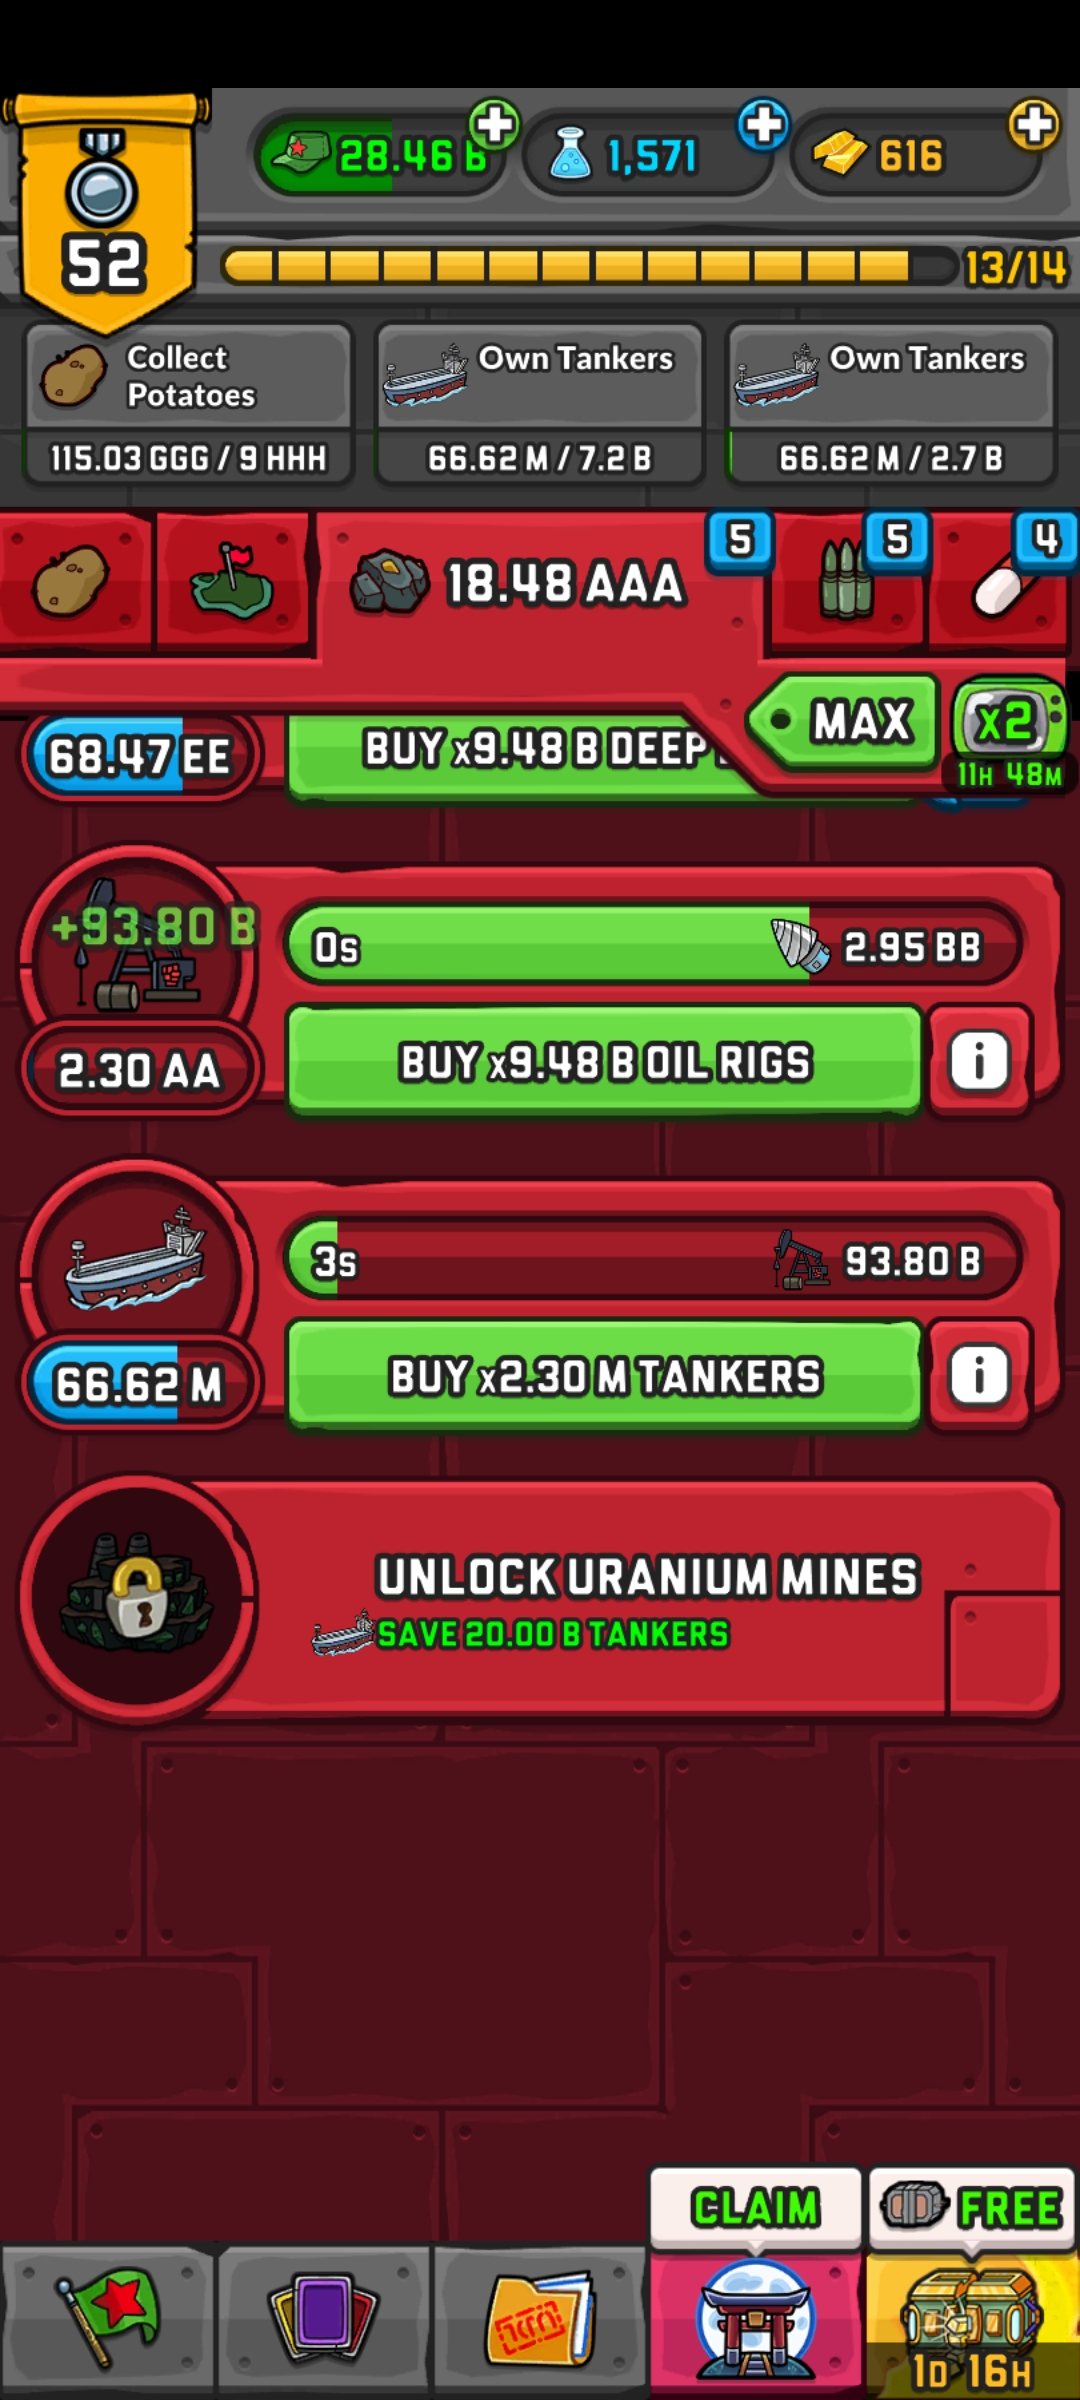 28.46 B
1,571
616
52
13/14
Collect
Potatoes
115.03 GGG / 9 HHH
Own Tankers
66.62 M / 7.2 B
Own Tankers
66.62 M / 2.7 B
18.48 AAA
5
5
4
MAX
x2
11H 48M
68.47 EE
BUY x9.48 B DEEP
+93.80 B
0s
2.95 BB
2.30 AA
BUY x9.48 B OIL RIGS
i
3s
93.80 B
66.62 M
BUY x2.30 M TANKERS
i
UNLOCK URANIUM MINES
SAVE 20.00 B TANKERS
CLAIM
FREE
1D 16H